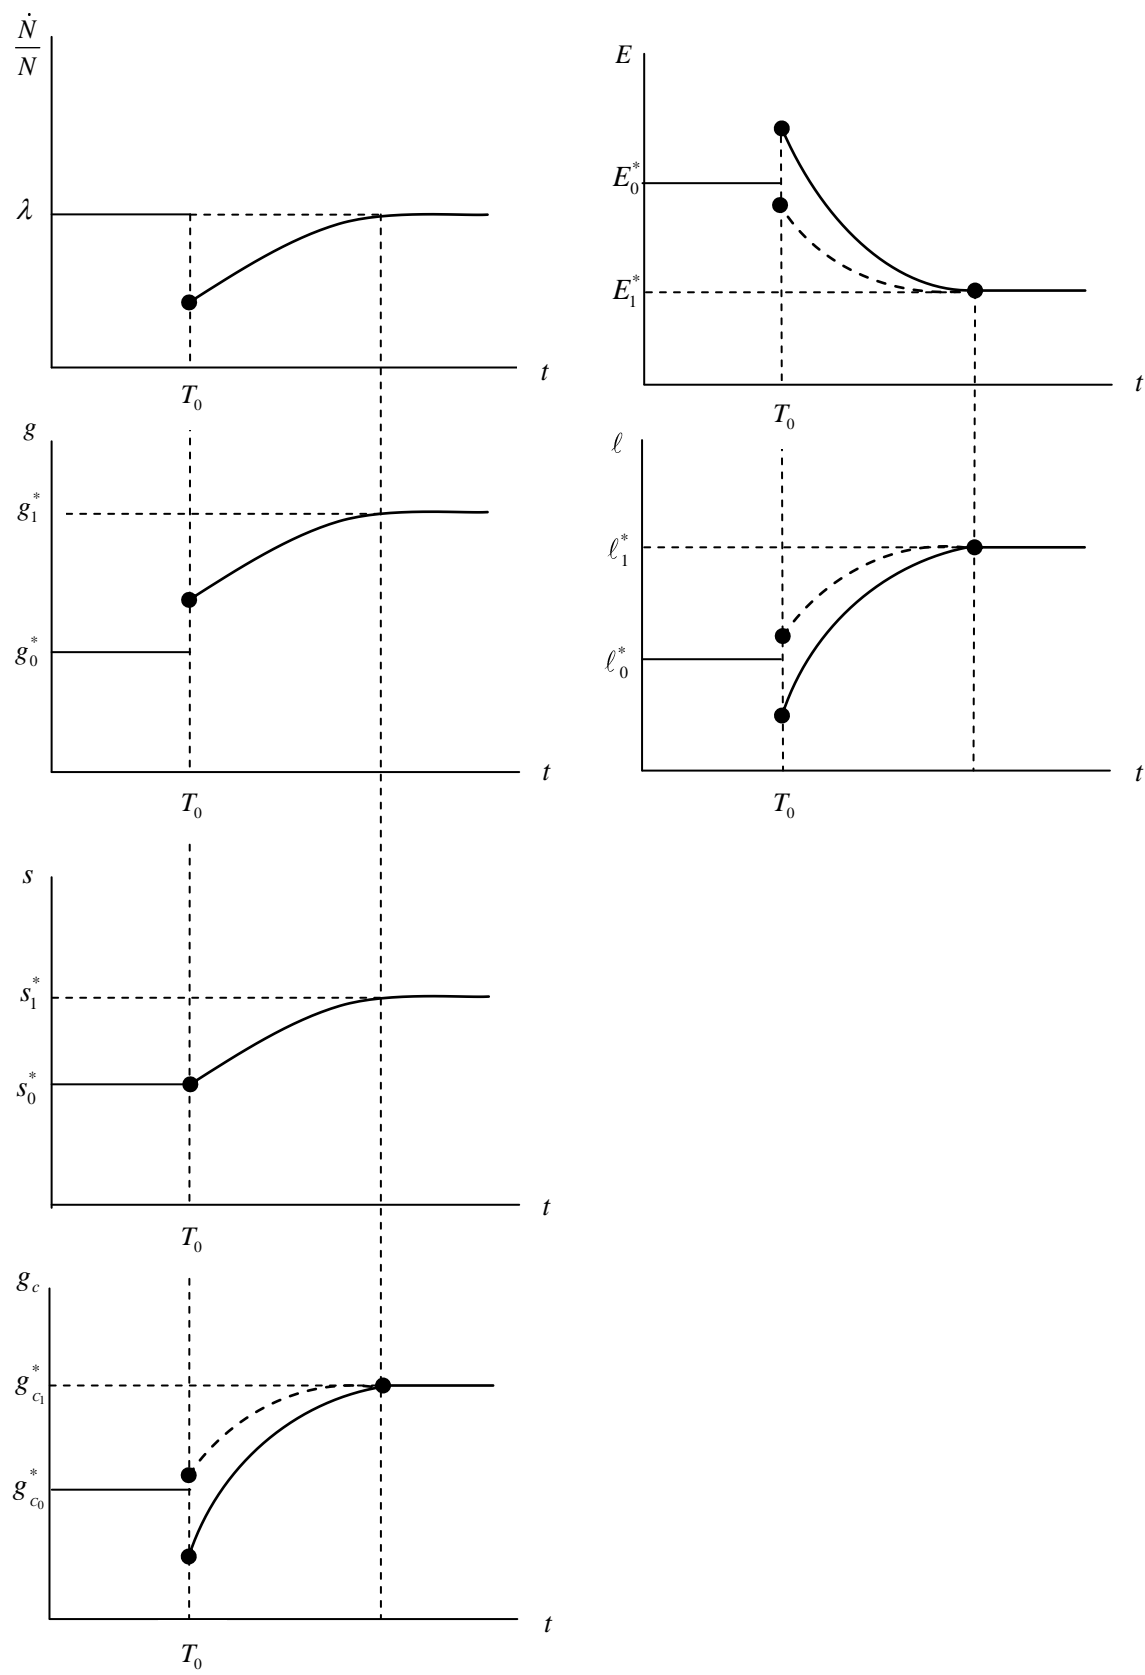 Ṅ/N
λ
t
T₀
g
g₁*
g₀*
t
T₀
s
s₁*
s₀*
t
T₀
g_c
g*_c₁
g*_c₀
t
T₀
E
E₀*
E₁*
t
T₀
ℓ
ℓ₁*
ℓ₀*
t
T₀